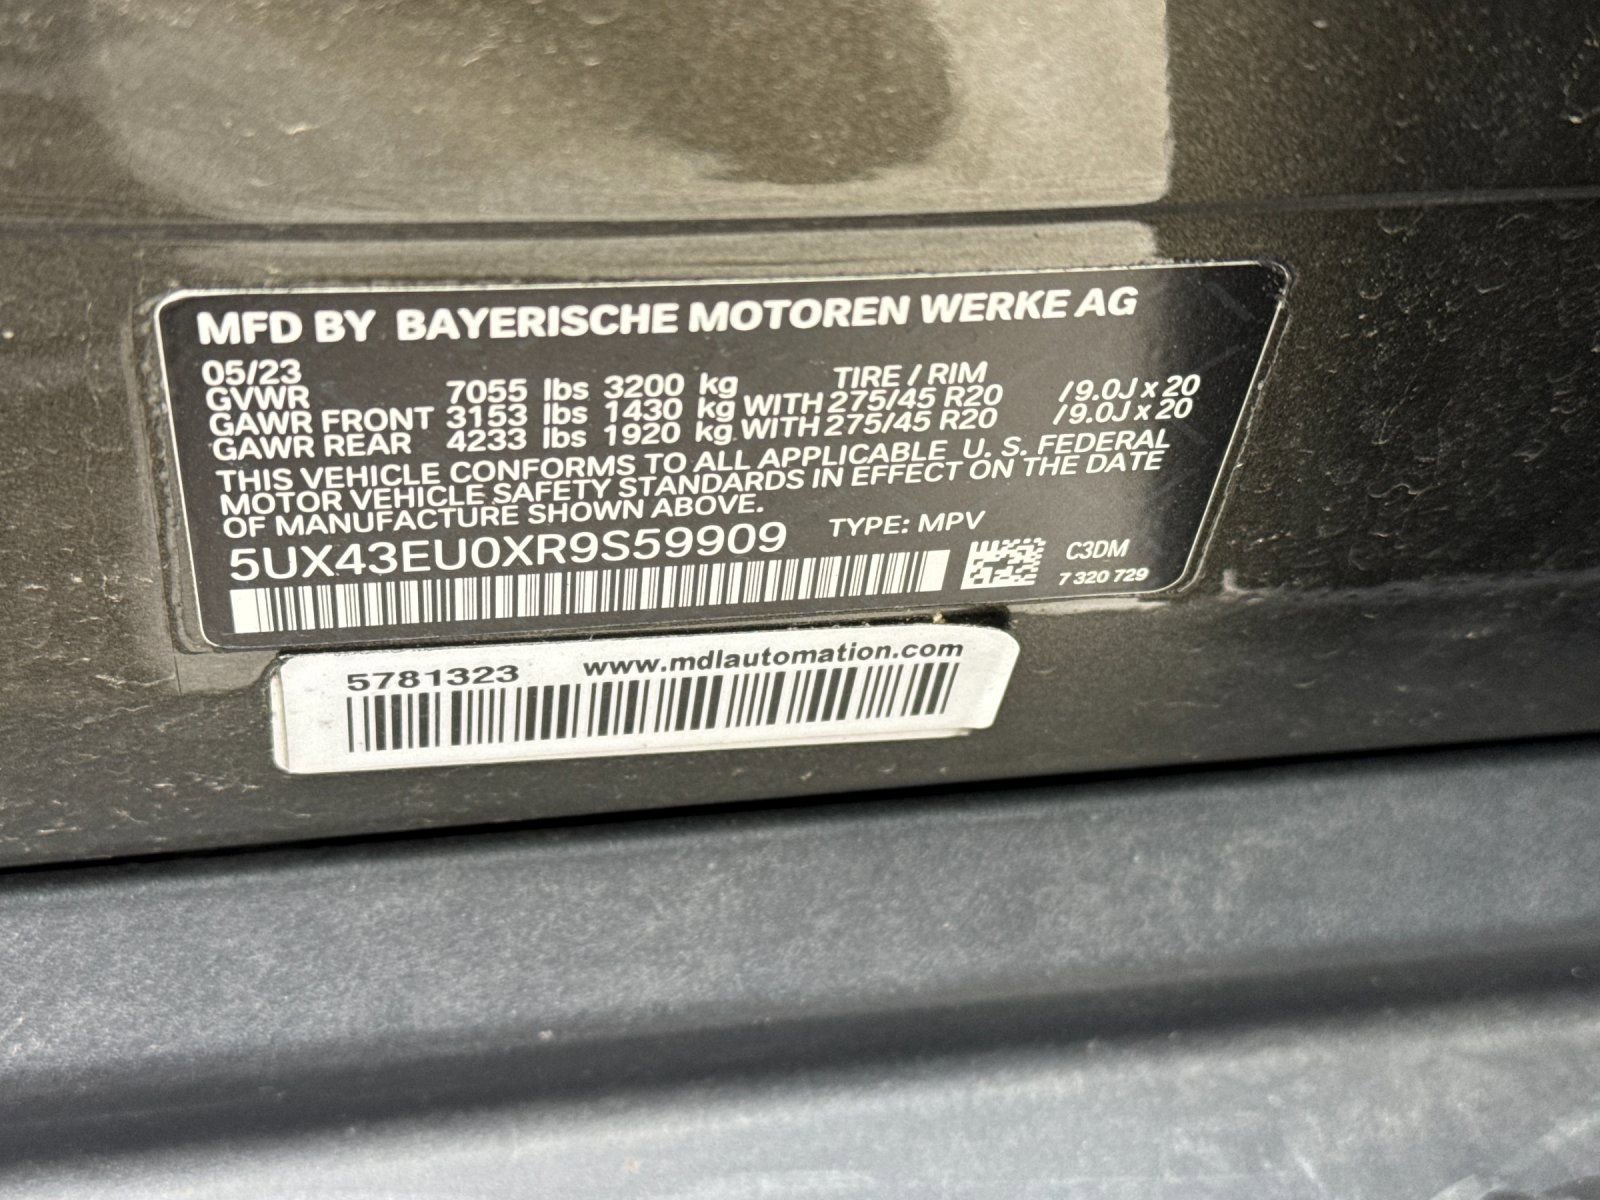 MFD BY BAYERISCHE MOTOREN WERKE AG
05/23 TIRE / RIM
GVWR 7055 lbs 3200 kg
GAWR FRONT 3153 lbs 1430 kg WITH 275/45 R20 / 9.0J x 20
GAWR REAR 4233 lbs 1920 kg WITH 275/45 R20 / 9.0J x 20
THIS VEHICLE CONFORMS TO ALL APPLICABLE U. S. FEDERAL
MOTOR VEHICLE SAFETY STANDARDS IN EFFECT ON THE DATE
OF MANUFACTURE SHOWN ABOVE.
5UX43EU0XR9S59909 TYPE: MPV
C3DM
7 320 729
5781323 www.mdlautomation.com